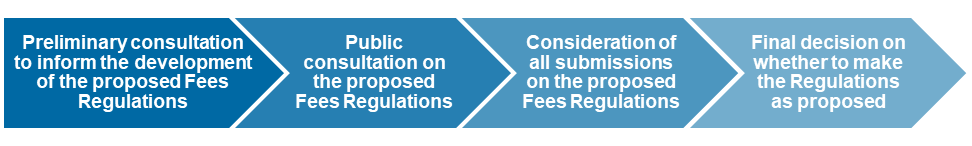 Preliminary consultation
to inform the development
of the proposed Fees
Regulations
Public
consultation on
the proposed
Fees Regulations
Consideration of
all submissions
on the proposed
Fees Regulations
Final decision on
whether to make
the Regulations
as proposed